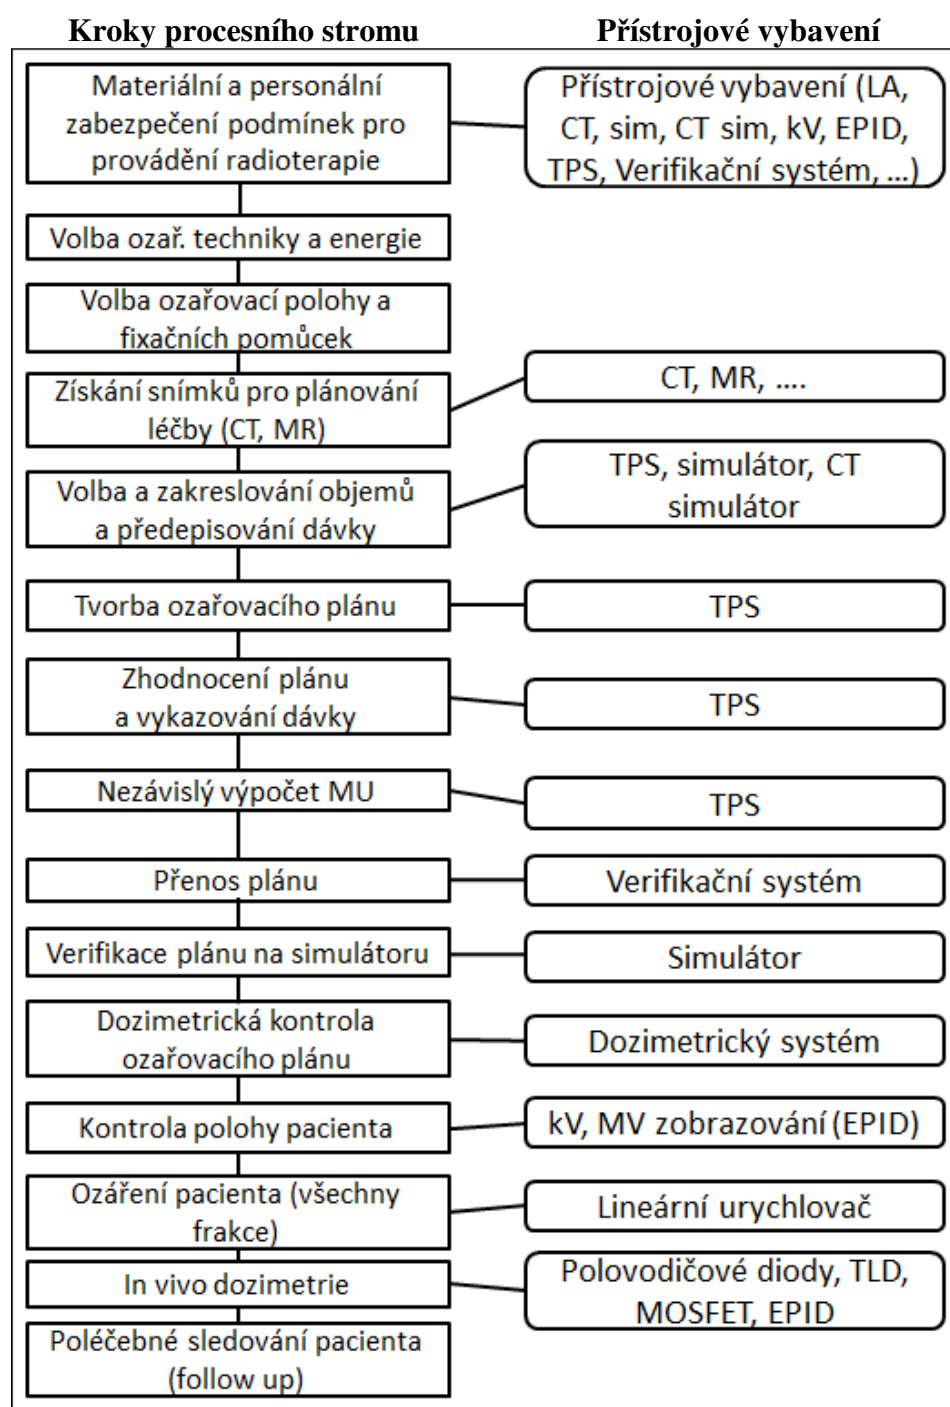 Kroky procesního stromu
Přístrojové vybavení
Materiální a personální
zabezpečení podmínek pro
provádění radioterapie
Přístrojové vybavení (LA,
CT, sim, CT sim, kV, EPID,
TPS, Verifikační systém, ...)
Volba ozař. techniky a energie
Volba ozařovací polohy a
fixačních pomůcek
Získání snímků pro plánování
léčby (CT, MR)
CT, MR, ....
Volba a zakreslování objemů
a předepisování dávky
TPS, simulátor, CT
simulátor
Tvorba ozařovacího plánu
TPS
Zhodnocení plánu
a vykazování dávky
TPS
Nezávislý výpočet MU
TPS
Přenos plánu
Verifikační systém
Verifikace plánu na simulátoru
Simulátor
Dozimetrická kontrola
ozařovacího plánu
Dozimetrický systém
Kontrola polohy pacienta
kV, MV zobrazování (EPID)
Ozáření pacienta (všechny
frakce)
Lineární urychlovač
In vivo dozimetrie
Polovodičové diody, TLD,
MOSFET, EPID
Poléčebné sledování pacienta
(follow up)